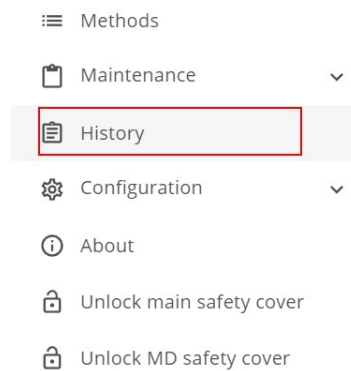 Methods
Maintenance
History
Configuration
About
Unlock main safety cover
Unlock MD safety cover